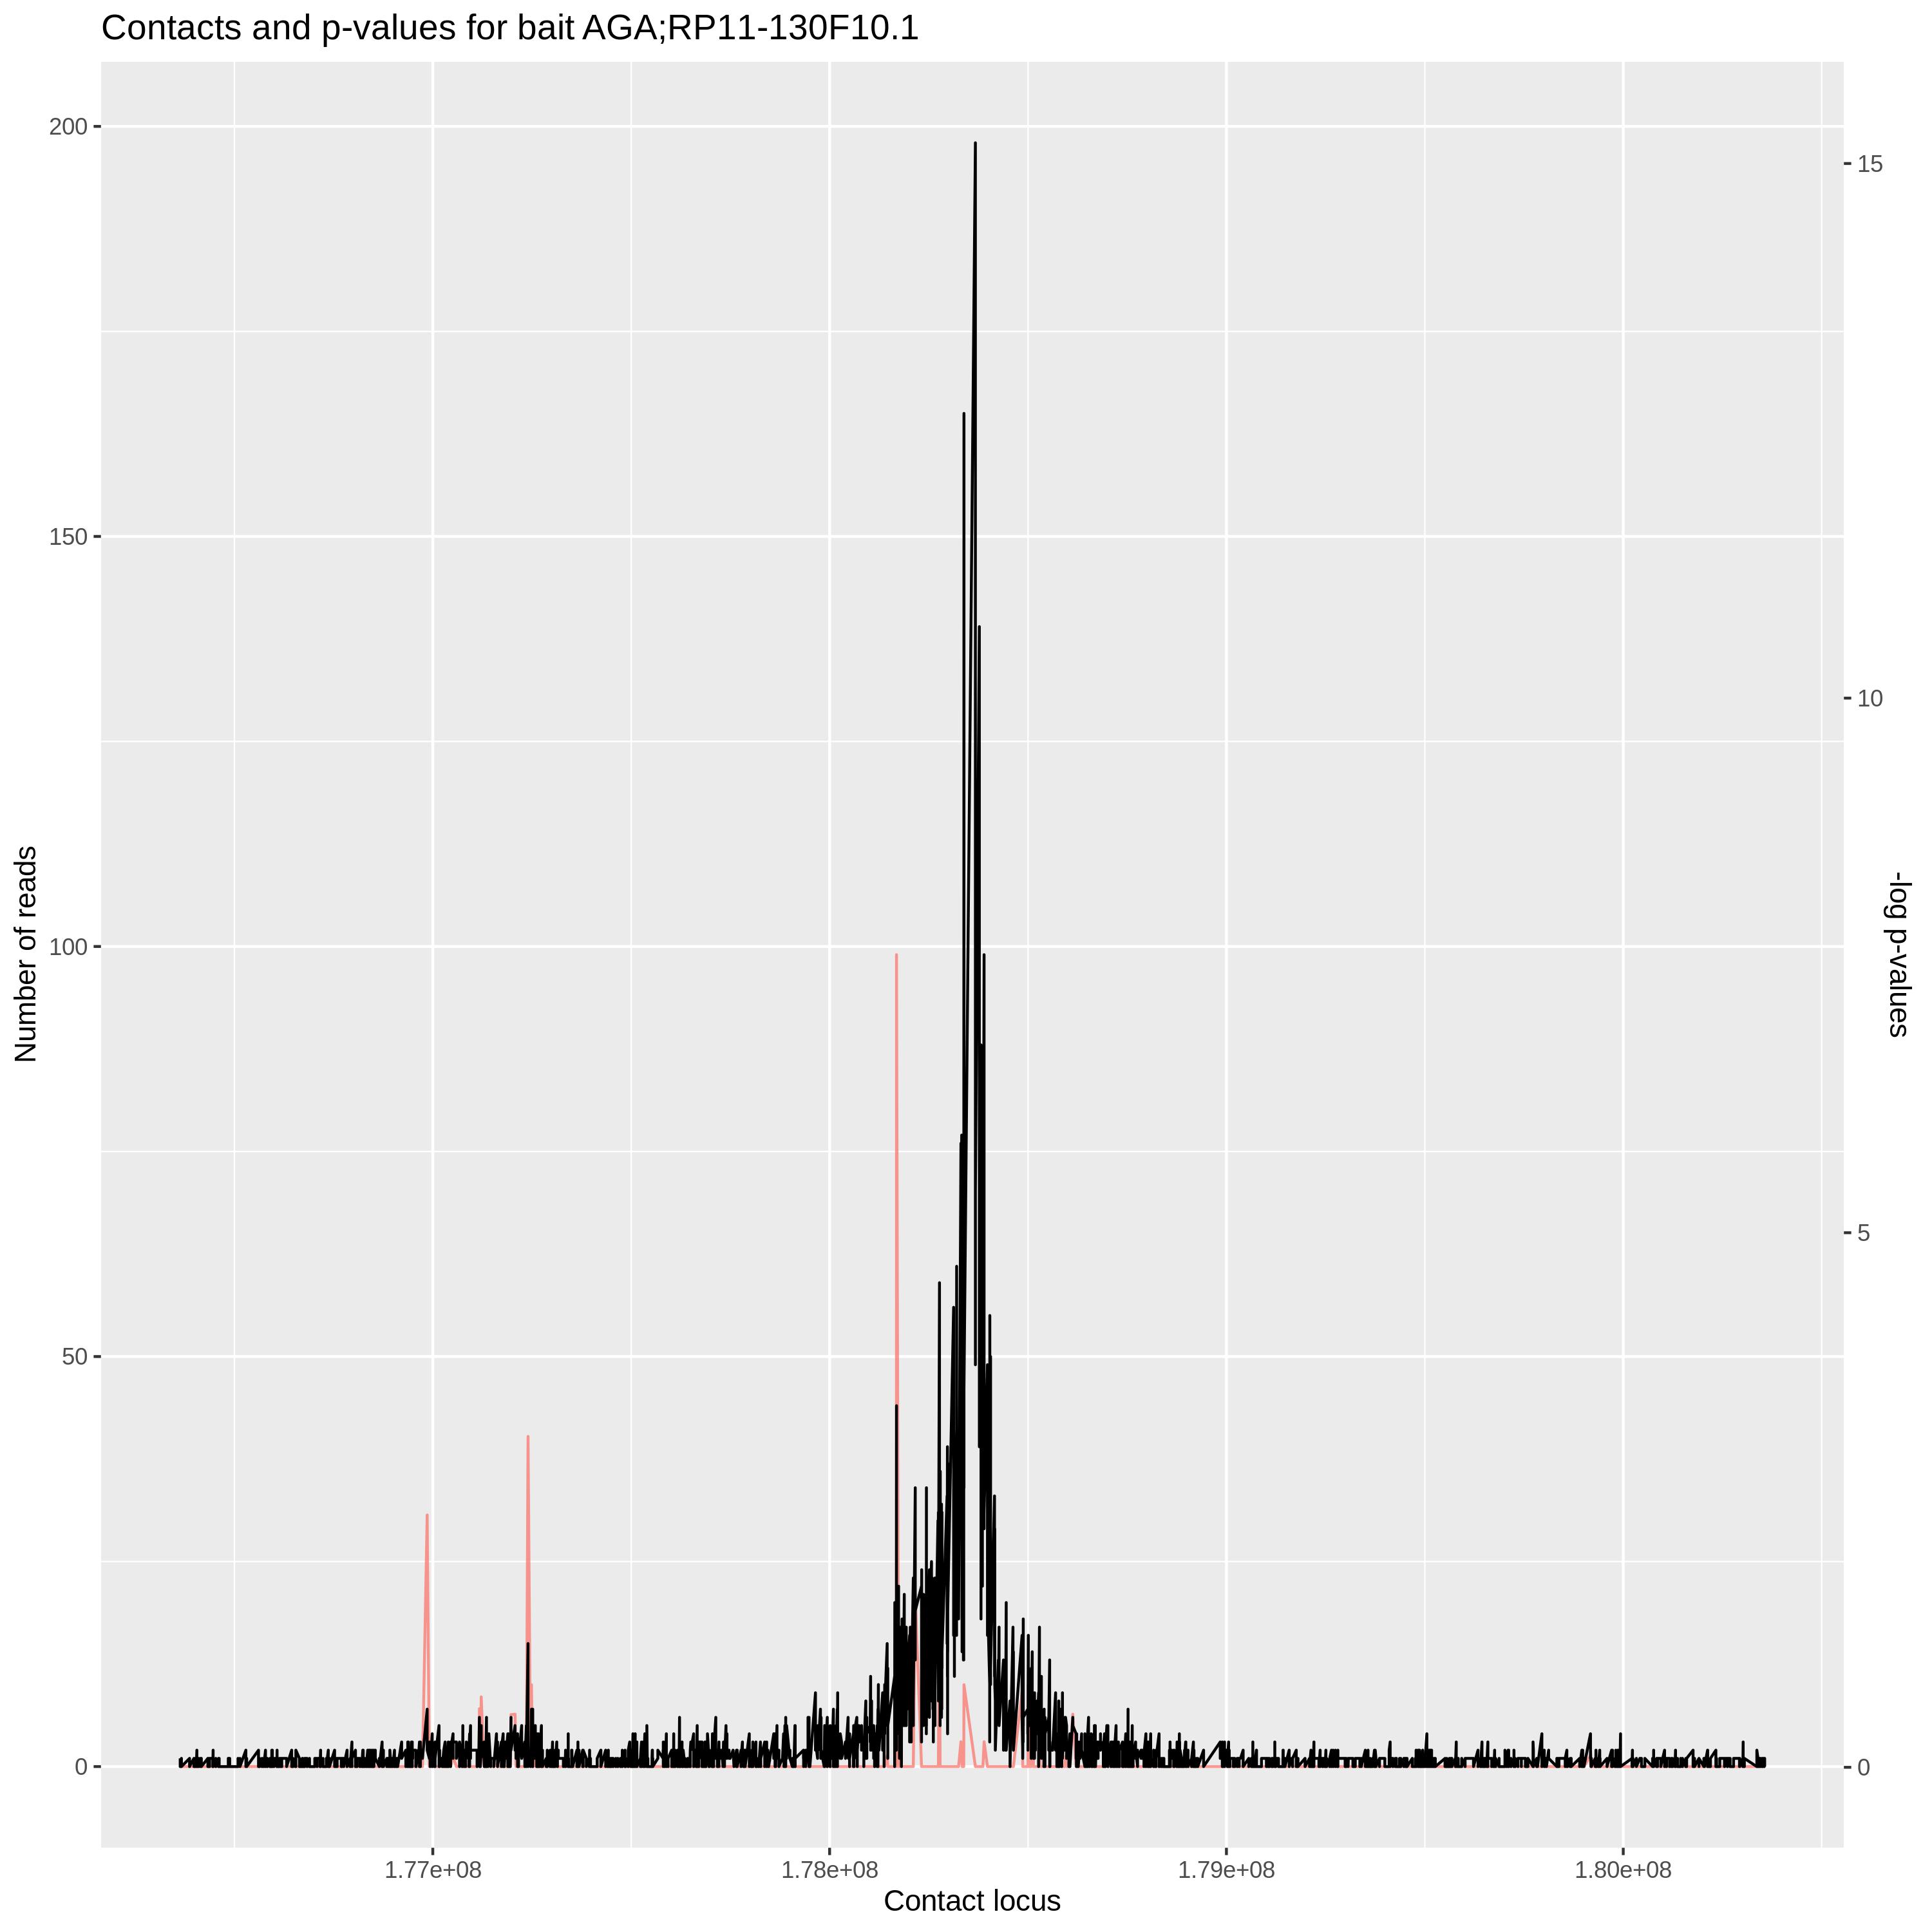 Contacts and p-values for bait AGA;RP11-130F10.1
200
150
100
50
0
Number of reads
15
10
5
0
-log p-values
1.77e+08
1.78e+08
1.79e+08
1.80e+08
Contact locus